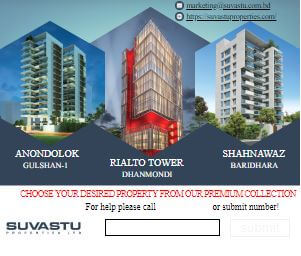 marketing@suvastu.com.bd
https://suvastuproperties.com/
ANONDOLOK
GULSHAN-1
RIALTO TOWER
DHANMONDI
SHAHNAWAZ
BARIDHARA
CHOOSE YOUR DESIRED PROPERTY FROM OUR PREMIUM COLLECTION
For help please call or submit number!
SUVASTU
PROPERTIES LTD
submit